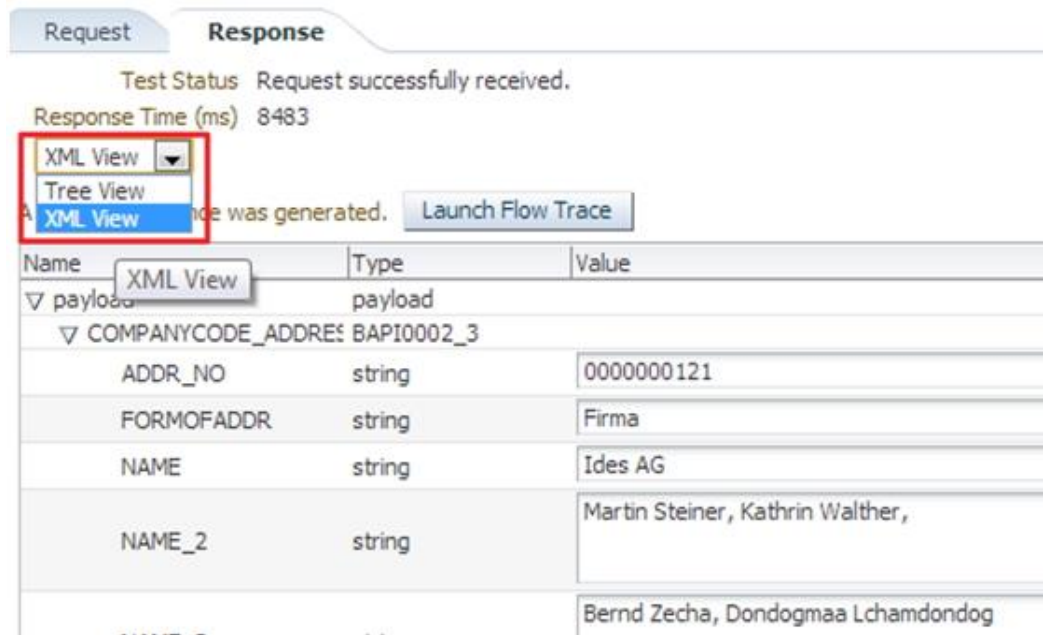 Request Response
Test Status Request successfully received.
Response Time (ms) 8483
XML View
Tree View
XML View
A nce was generated. Launch Flow Trace
Name Type Value
XML View
payload payload
COMPANYCODE_ADDRES BAPI0002_3
ADDR_NO string 0000000121
FORMOFADDR string Firma
NAME string Ides AG
NAME_2 string Martin Steiner, Kathrin Walther,
Bernd Zecha, Dondogmaa Lchamdondog